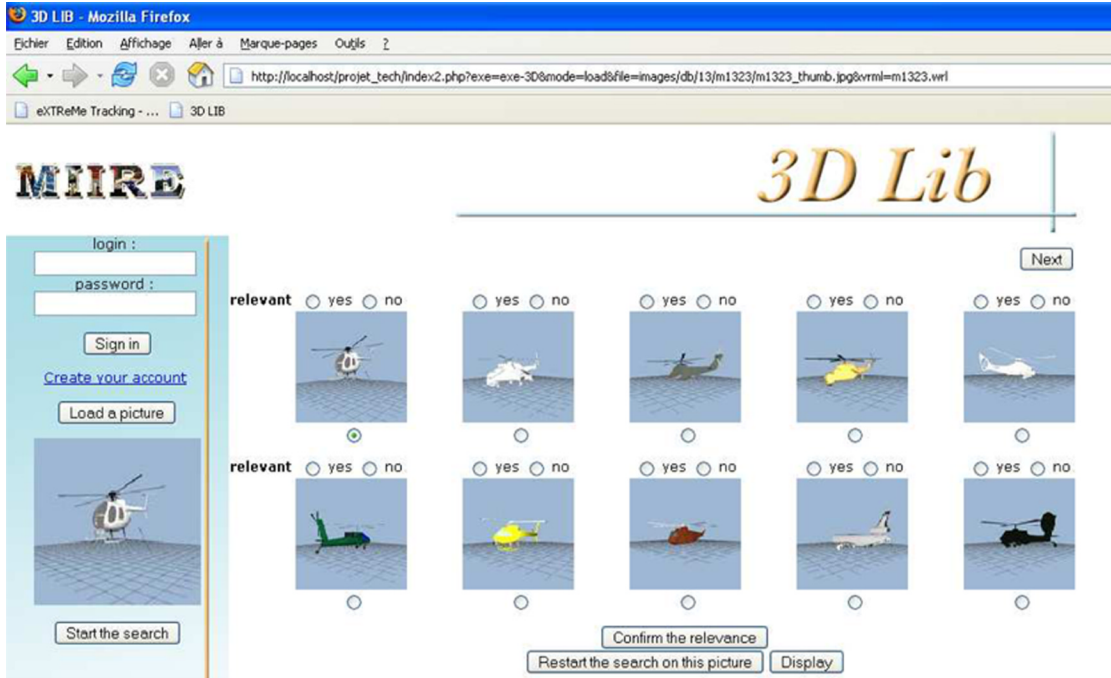 3D LIB - Mozilla Firefox
Fichier Edition Affichage Aller à Marque-pages Outils ?
http://localhost/projet_tech/index2.php?exe=exe-3D&mode=load&file=images/db/13/m1323/m1323_thumb.jpg&vrml=m1323.wrl
eXTReMe Tracking - ... 3D LIB
MIIRE 3D Lib
login :
password :
Sign in
Create your account
Load a picture
Start the search
Next
relevant yes no yes no yes no yes no yes no
relevant yes no yes no yes no yes no yes no
Confirm the relevance
Restart the search on this picture Display